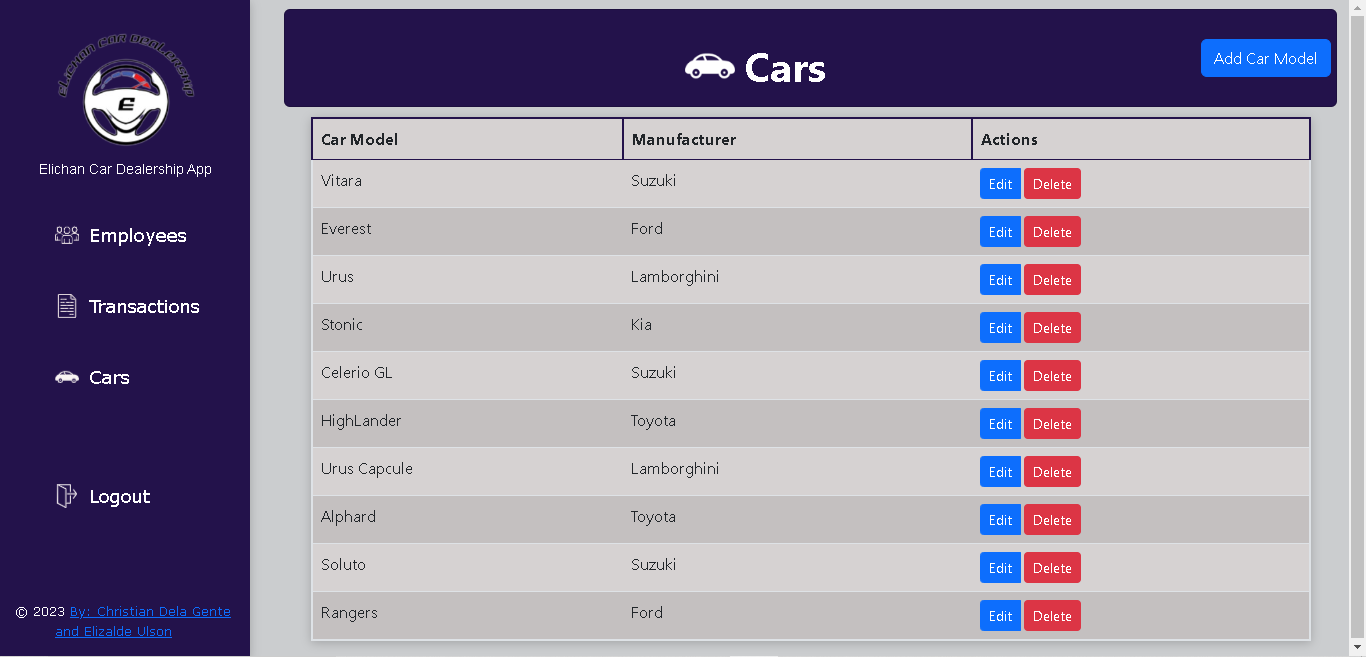 ELICHAN CAR DEALERSHIP
E
Elichan Car Dealership App
Employees
Transactions
Cars
Logout
© 2023 By: Christian Dela Gente
and Elizalde Ulson
Cars
Add Car Model
Car Model Manufacturer Actions
Vitara Suzuki Edit Delete
Everest Ford Edit Delete
Urus Lamborghini Edit Delete
Stonic Kia Edit Delete
Celerio GL Suzuki Edit Delete
HighLander Toyota Edit Delete
Urus Capcule Lamborghini Edit Delete
Alphard Toyota Edit Delete
Soluto Suzuki Edit Delete
Rangers Ford Edit Delete